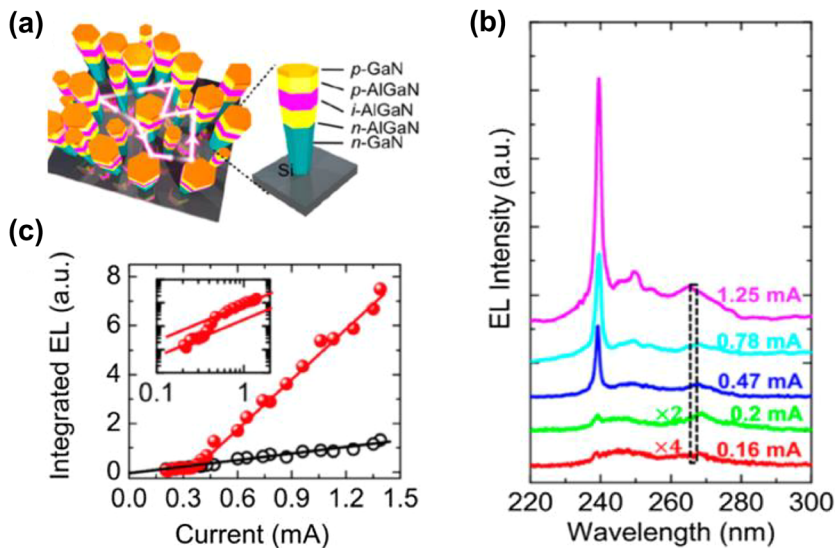 (a)
p-GaN
p-AlGaN
i-AlGaN
n-AlGaN
n-GaN
Si
(b)
EL Intensity (a.u.)
1.25 mA
0.78 mA
0.47 mA
×2
0.2 mA
×4
0.16 mA
220 240 260 280 300
Wavelength (nm)
(c)
Integrated EL (a.u.)
8
6
4
2
0
0.1 1
0.0 0.3 0.6 0.9 1.2 1.5
Current (mA)